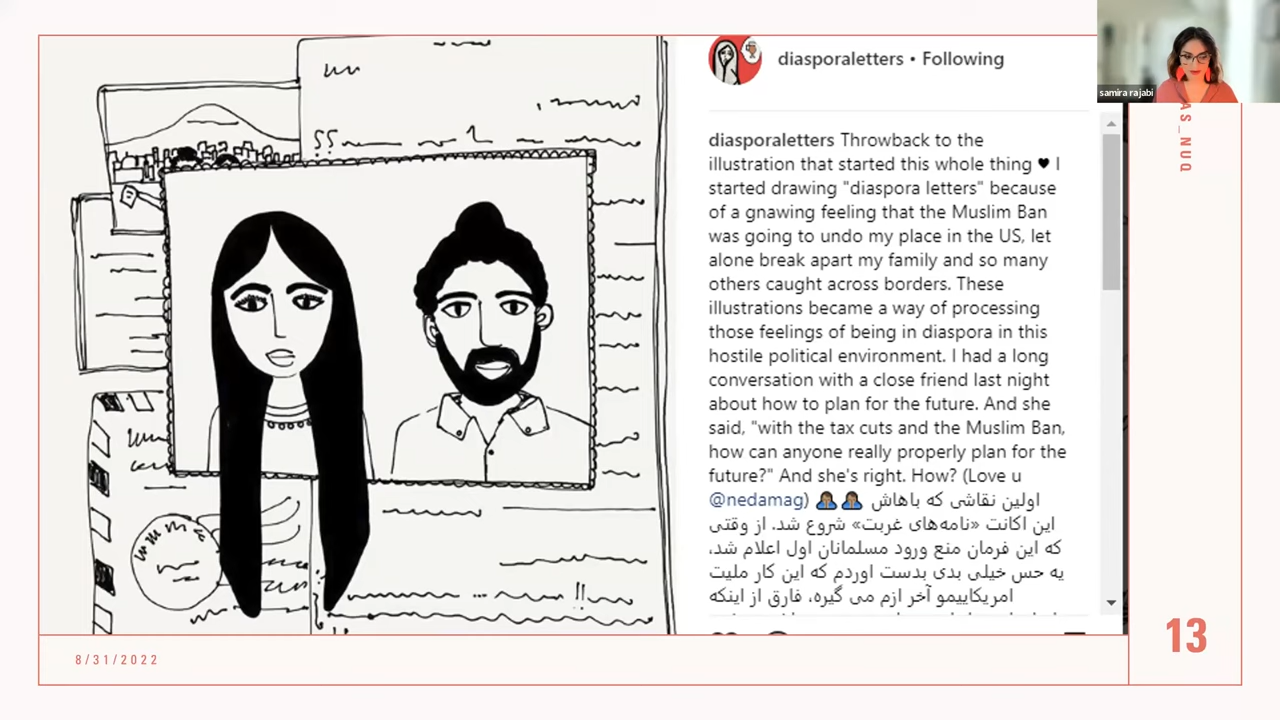 diasporaletters • Following
samira rajabi
AS_NUQ
diasporaletters Throwback to the
illustration that started this whole thing ♥ I
started drawing "diaspora letters" because
of a gnawing feeling that the Muslim Ban
was going to undo my place in the US, let
alone break apart my family and so many
others caught across borders. These
illustrations became a way of processing
those feelings of being in diaspora in this
hostile political environment. I had a long
conversation with a close friend last night
about how to plan for the future. And she
said, "with the tax cuts and the Muslim Ban,
how can anyone really properly plan for the
future?" And she's right. How? (Love u
@nedamag) 🤦🏽 🤦🏽 اولین نقاشی که باهاش
این اکانت «نامه‌های غربت» شروع شد. از وقتی
که این فرمان منع ورود مسلمانان اول اعلام شد،
یه حس خیلی بدی بدست اوردم که این کار ملیت
امریکاییمو آخر ازم می گیره، فارق از اینکه
8/31/2022
13